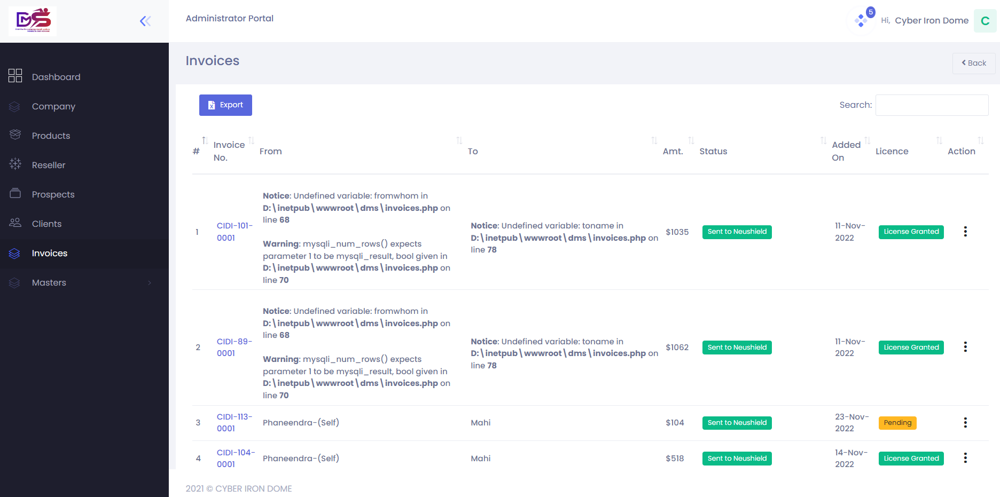 DMS
Distribution management system
POWERED BY CYBER IRON DOME
Administrator Portal
5
Hi, Cyber Iron Dome
C
Dashboard
Company
Products
Reseller
Prospects
Clients
Invoices
Masters
Invoices
Back
Export
Search:
# Invoice No. From To Amt. Status Added On Licence Action
1
CIDI-101-
0001
Notice: Undefined variable: fromwhom in
D:\inetpub\wwwroot\dms\invoices.php on
line 68
Warning: mysqli_num_rows() expects
parameter 1 to be mysqli_result, bool given in
D:\inetpub\wwwroot\dms\invoices.php on
line 70
Notice: Undefined variable: toname in
D:\inetpub\wwwroot\dms\invoices.php on
line 78
$1035
Sent to Neushield
11-Nov-
2022
License Granted
2
CIDI-89-
0001
Notice: Undefined variable: fromwhom in
D:\inetpub\wwwroot\dms\invoices.php on
line 68
Warning: mysqli_num_rows() expects
parameter 1 to be mysqli_result, bool given in
D:\inetpub\wwwroot\dms\invoices.php on
line 70
Notice: Undefined variable: toname in
D:\inetpub\wwwroot\dms\invoices.php on
line 78
$1062
Sent to Neushield
11-Nov-
2022
License Granted
3
CIDI-113-
0001
Phaneendra-(Self)
Mahi
$104
Sent to Neushield
23-Nov-
2022
Pending
4
CIDI-104-
0001
Phaneendra-(Self)
Mahi
$518
Sent to Neushield
14-Nov-
2022
License Granted
2021 © CYBER IRON DOME